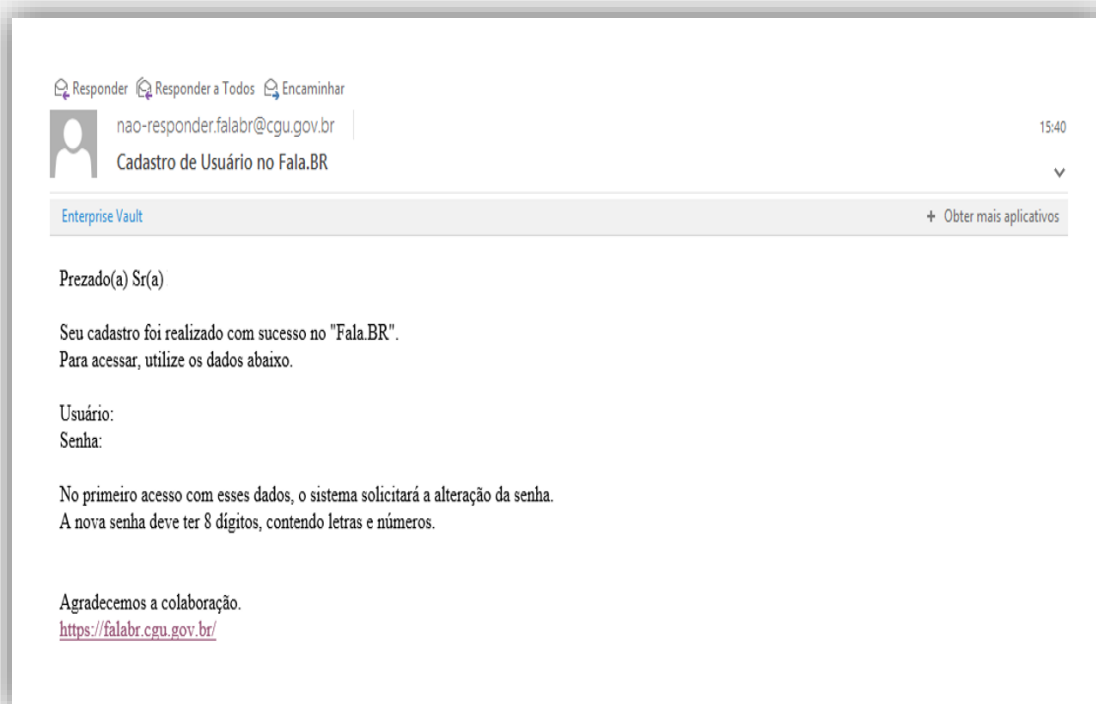 Responder Responder a Todos Encaminhar
nao-responder.falabr@cgu.gov.br
15:40
Cadastro de Usuário no Fala.BR
Enterprise Vault
+ Obter mais aplicativos
Prezado(a) Sr(a)
Seu cadastro foi realizado com sucesso no "Fala.BR".
Para acessar, utilize os dados abaixo.
Usuário:
Senha:
No primeiro acesso com esses dados, o sistema solicitará a alteração da senha.
A nova senha deve ter 8 dígitos, contendo letras e números.
Agradecemos a colaboração.
https://falabr.cgu.gov.br/